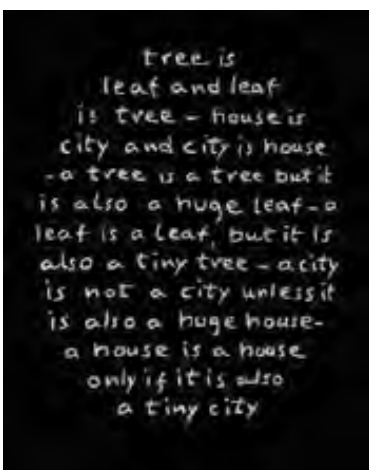 tree is
leaf and leaf
is tree – house is
city and city is house
- a tree is a tree but it
is also a huge leaf – a
leaf is a leaf, but it is
also a tiny tree – a city
is not a city unless it
is also a huge house –
a house is a house
only if it is also
a tiny city